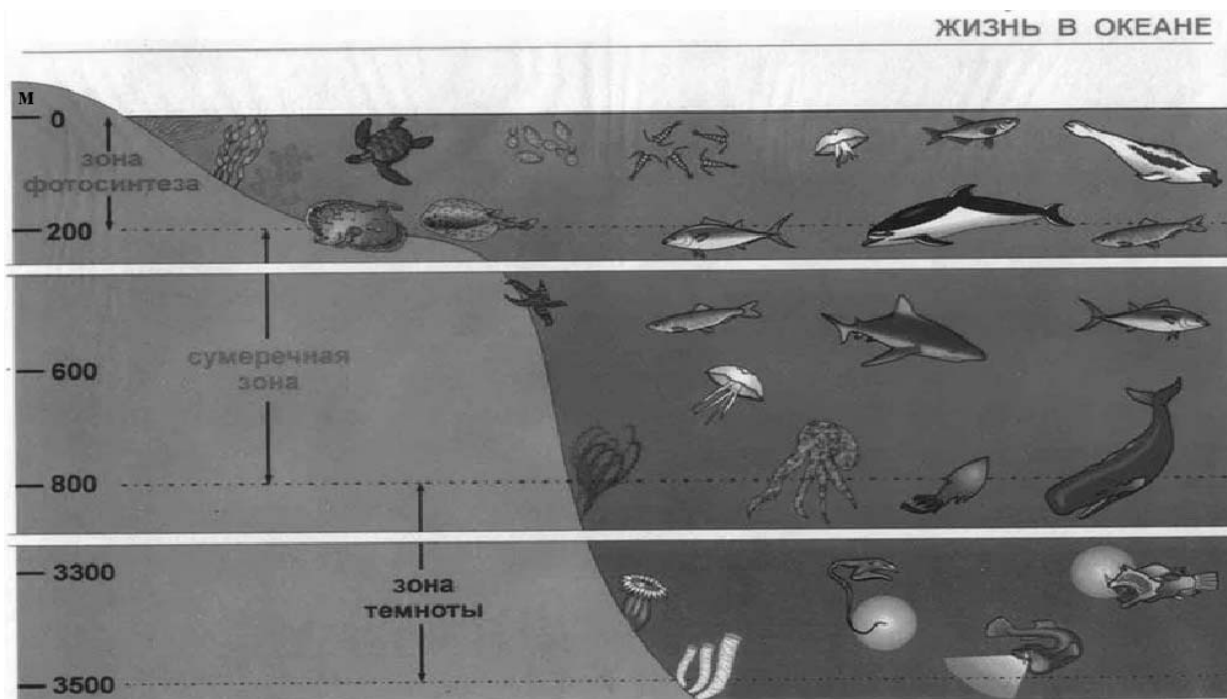 ЖИЗНЬ В ОКЕАНЕ
М
0
зона
фотосинтеза
200
сумеречная
зона
600
800
3300
зона
темноты
3500